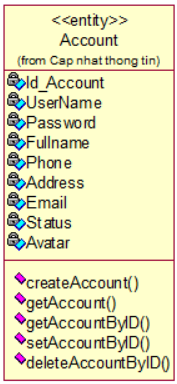 <<entity>>
Account
(from Cap nhat thong tin)
Id_Account
UserName
Password
Fullname
Phone
Address
Email
Status
Avatar
createAccount()
getAccount()
getAccountByID()
setAccountByID()
deleteAccountByID()